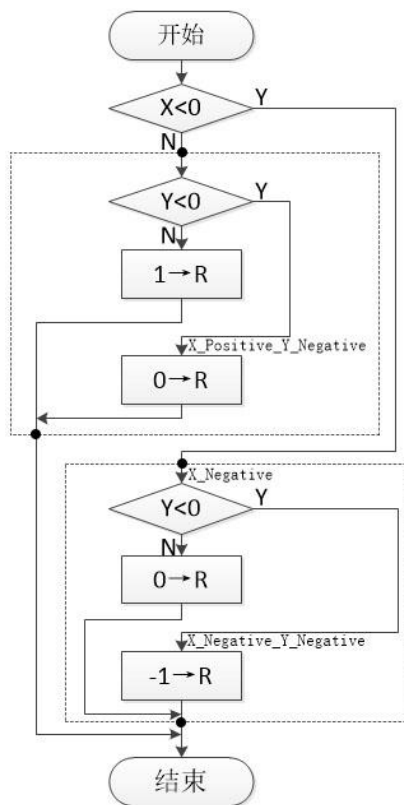 开始
X<0
Y
N
Y<0
Y
N
1→R
X_Positive_Y_Negative
0→R
X_Negative
Y<0
Y
N
0→R
X_Negative_Y_Negative
-1→R
结束